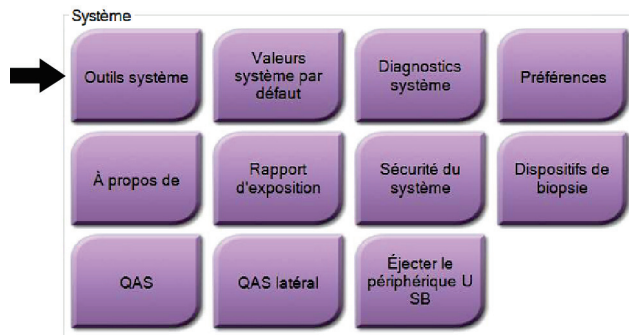 Système
Outils système
Valeurs
système par
défaut
Diagnostics
système
Préférences
À propos de
Rapport
d'exposition
Sécurité du
système
Dispositifs de
biopsie
QAS
QAS latéral
Éjecter le
périphérique U
SB